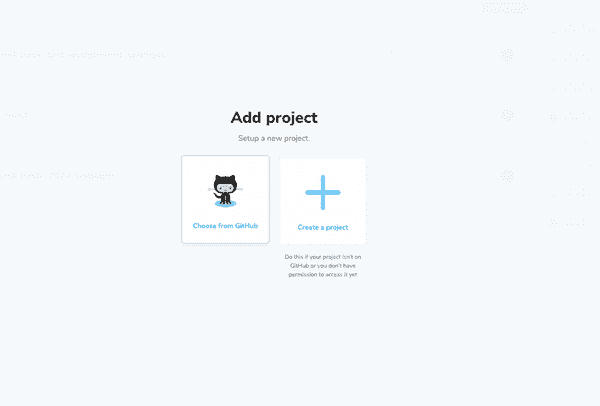 Add project
Setup a new project.
Choose from GitHub
Create a project
Do this if your project isn't on
GitHub or you don't have
permission to access it yet